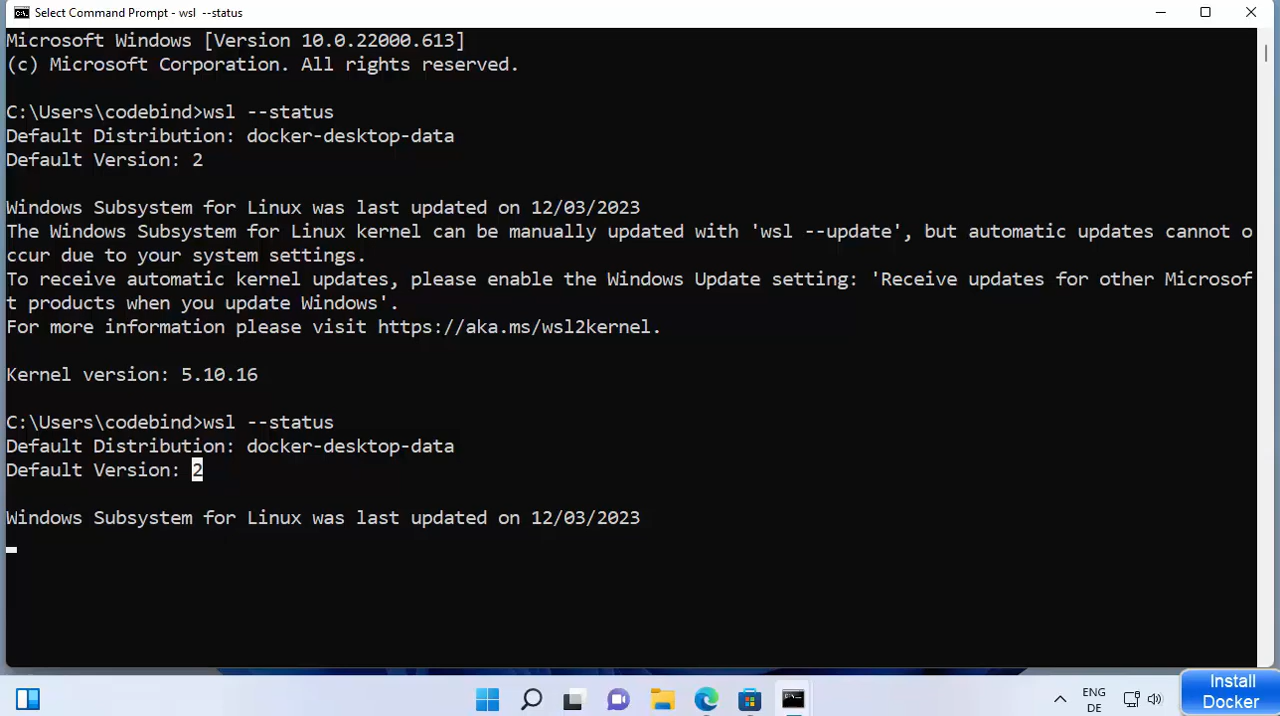 Select Command Prompt - wsl  --status
Microsoft Windows [Version 10.0.22000.613]
(c) Microsoft Corporation. All rights reserved.
C:\Users\codebind>wsl --status
Default Distribution: docker-desktop-data
Default Version: 2
Windows Subsystem for Linux was last updated on 12/03/2023
The Windows Subsystem for Linux kernel can be manually updated with 'wsl --update', but automatic updates cannot o
ccur due to your system settings.
To receive automatic kernel updates, please enable the Windows Update setting: 'Receive updates for other Microsof
t products when you update Windows'.
For more information please visit https://aka.ms/wsl2kernel.
Kernel version: 5.10.16
C:\Users\codebind>wsl --status
Default Distribution: docker-desktop-data
Default Version: 2
Windows Subsystem for Linux was last updated on 12/03/2023
ENG
DE
Install
Docker